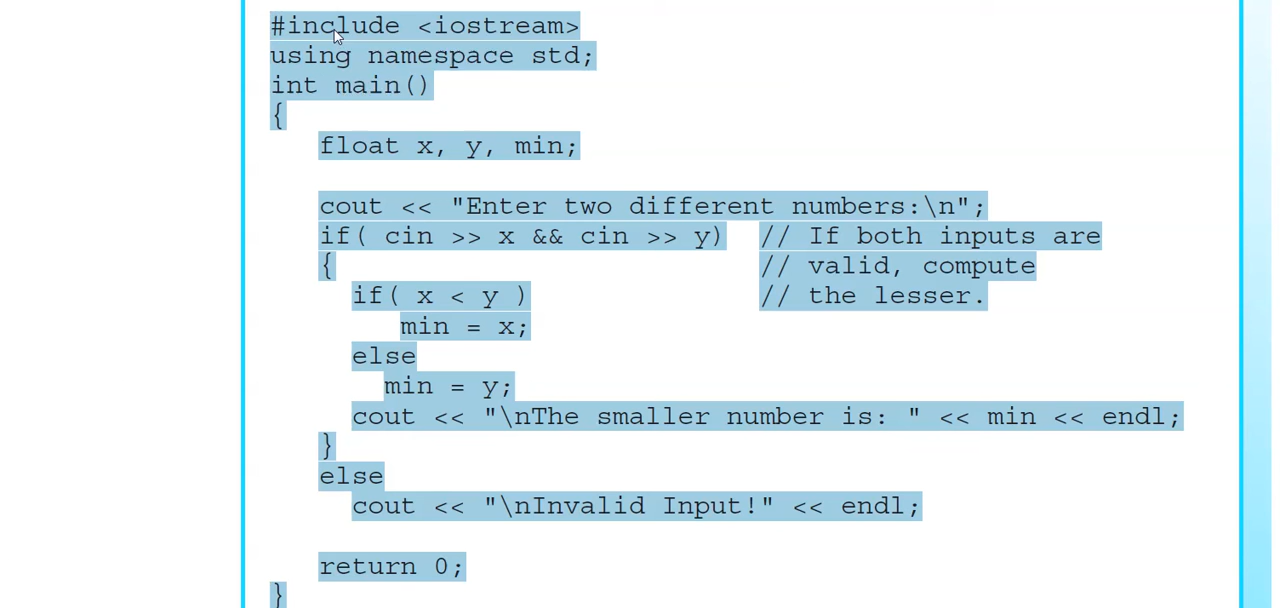 #include <iostream>
using namespace std;
int main()
{
float x, y, min;
cout << "Enter two different numbers:\n";
if( cin >> x && cin >> y) // If both inputs are
{ // valid, compute
if( x < y ) // the lesser.
min = x;
else
min = y;
cout << "\nThe smaller number is: " << min << endl;
}
else
cout << "\nInvalid Input!" << endl;
return 0;
}